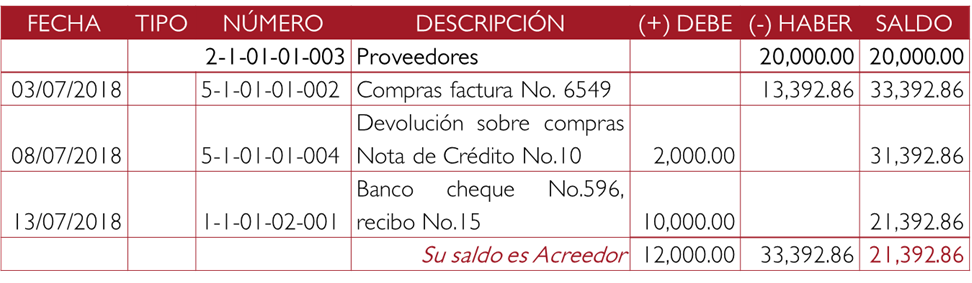 FECHA TIPO NÚMERO DESCRIPCIÓN (+) DEBE (-) HABER SALDO
2-1-01-01-003 Proveedores 20,000.00 20,000.00
03/07/2018 5-1-01-01-002 Compras factura No. 6549 13,392.86 33,392.86
Devolución sobre compras
08/07/2018 5-1-01-01-004 Nota de Crédito No.10 2,000.00 31,392.86
Banco cheque No.596,
13/07/2018 1-1-01-02-001 recibo No.15 10,000.00 21,392.86
Su saldo es Acreedor 12,000.00 33,392.86 21,392.86